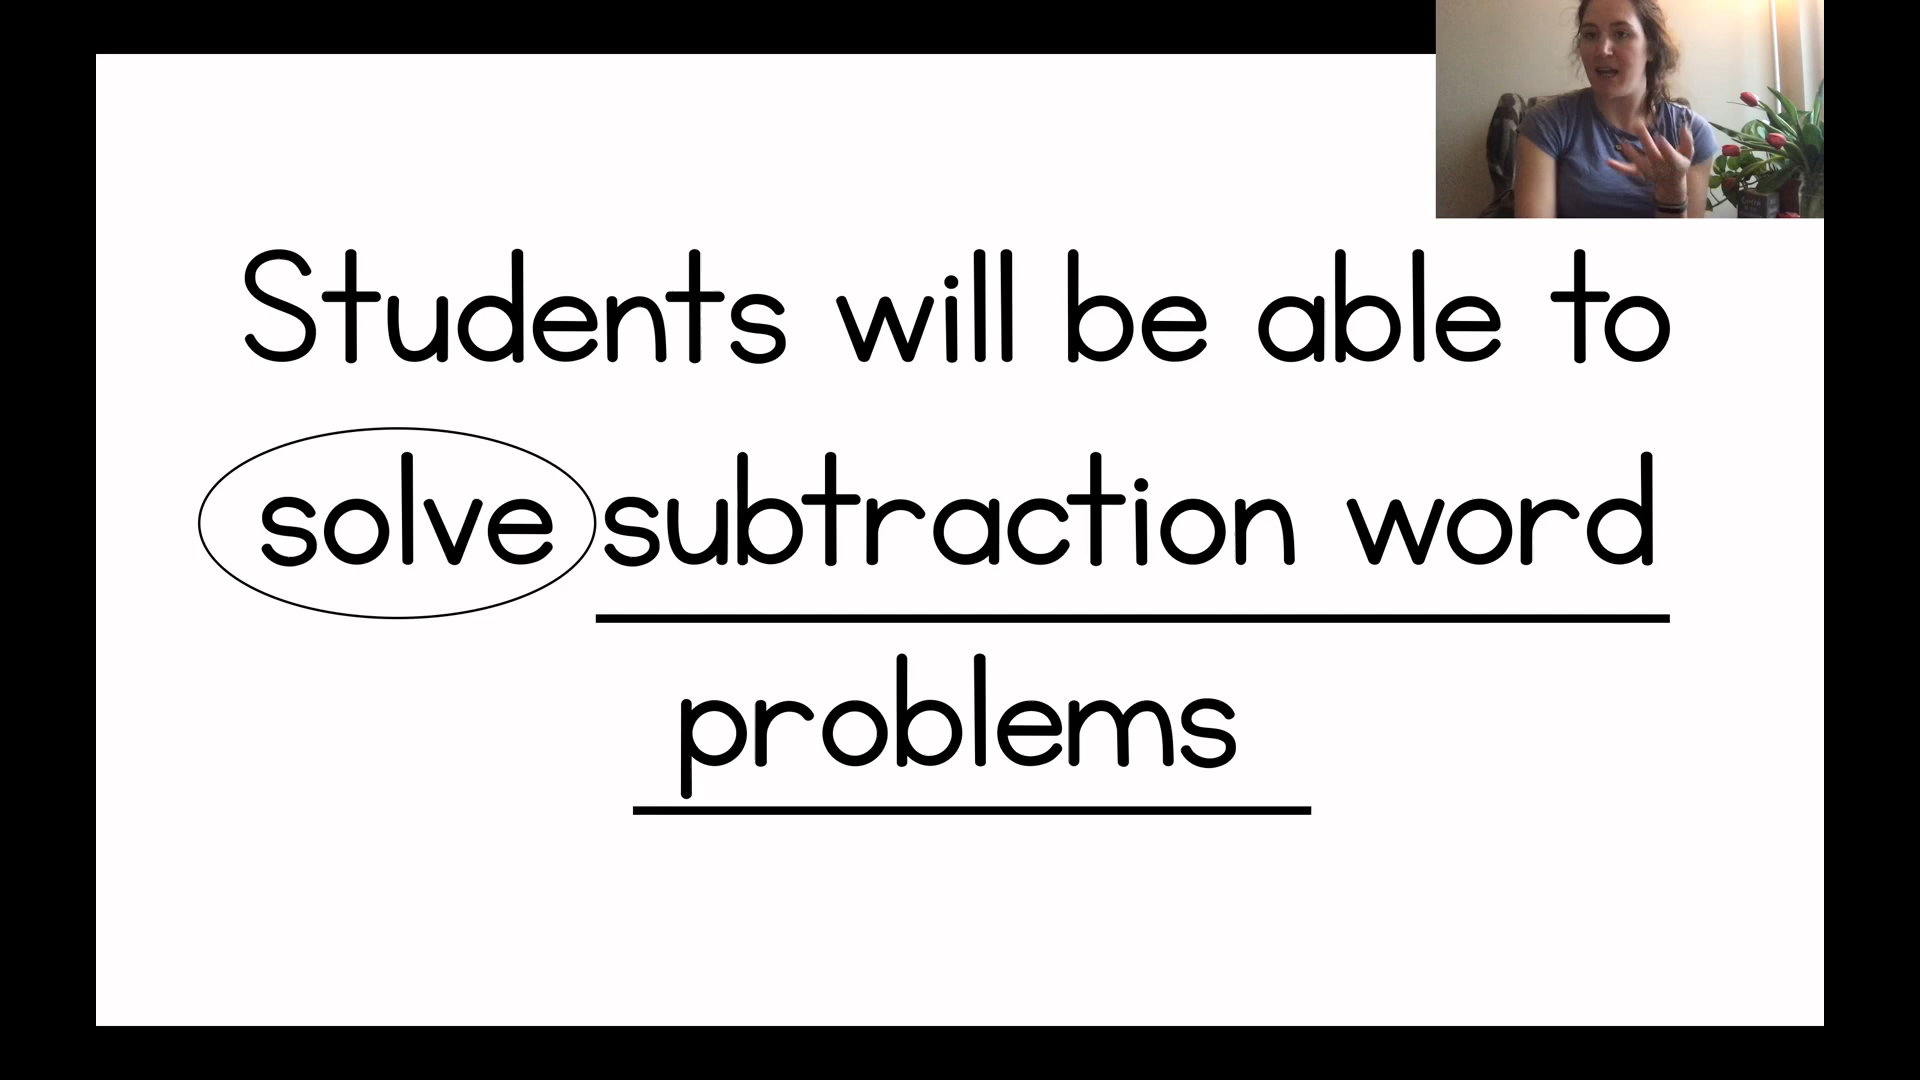 Students will be able to
solve subtraction word
problems